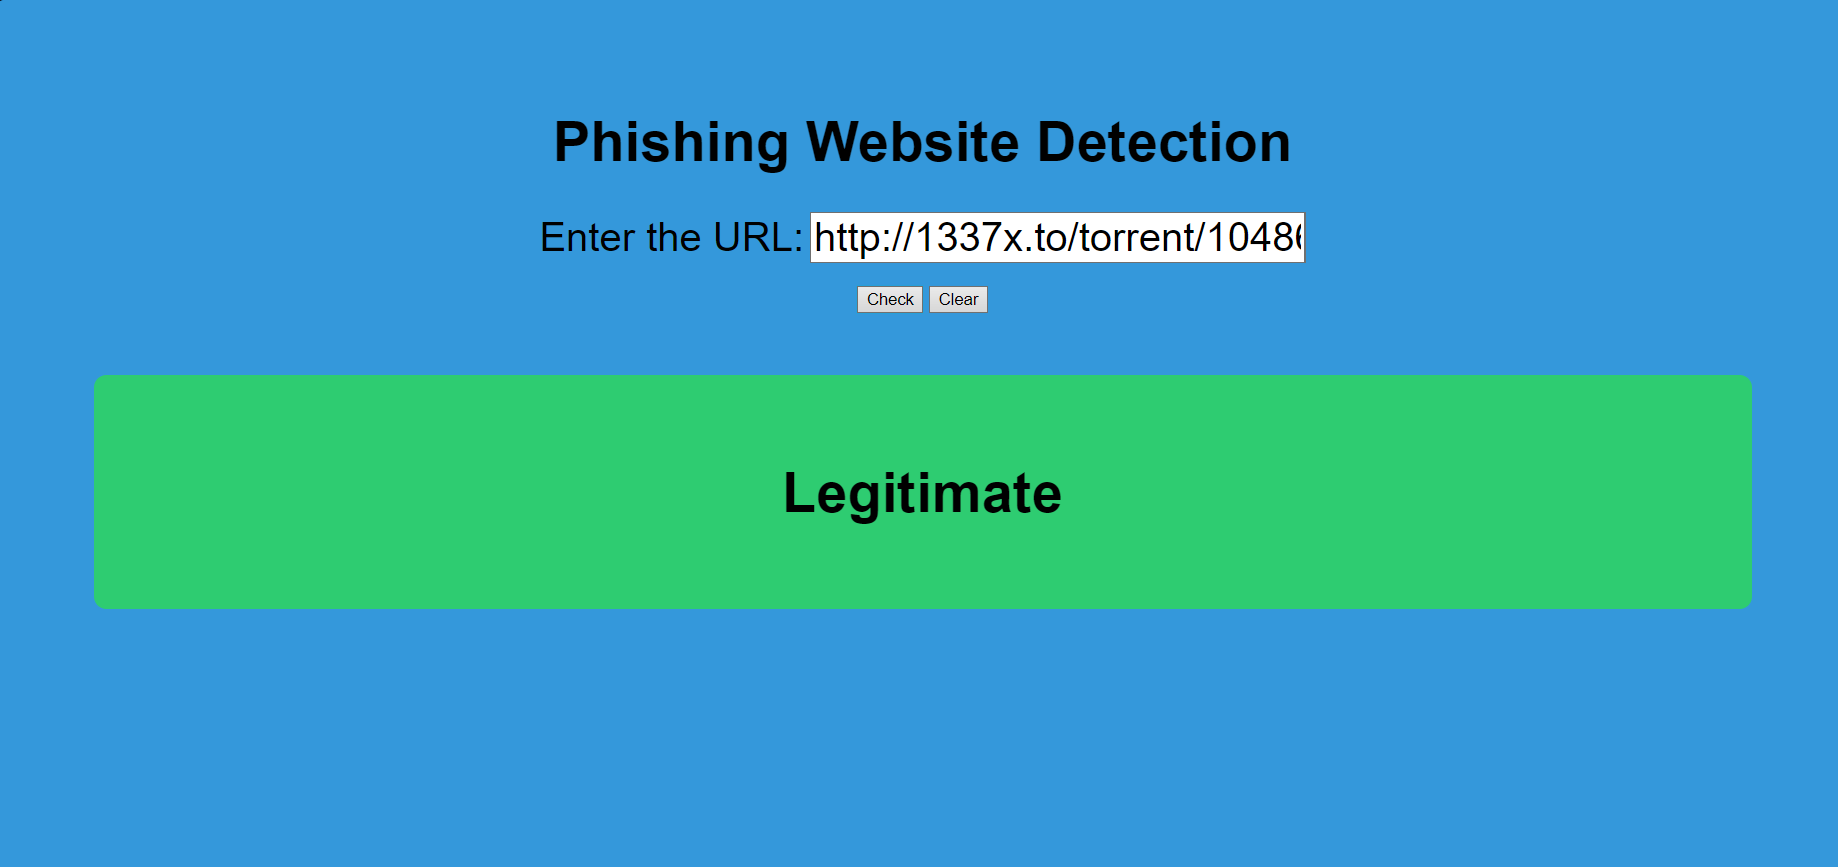 Phishing Website Detection
Enter the URL: http://1337x.to/torrent/1048
Check Clear
Legitimate